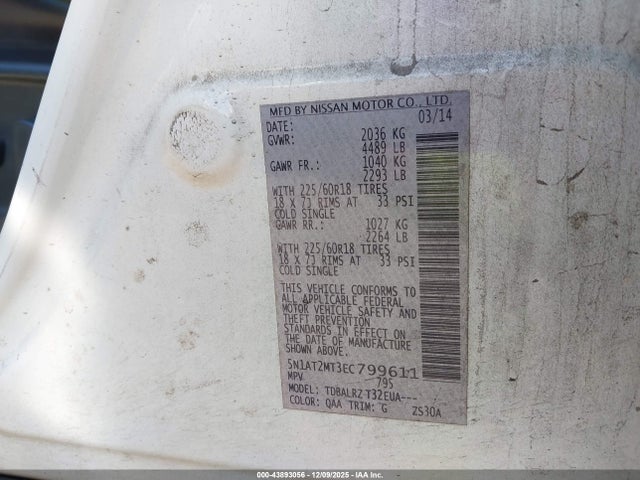 MFD BY NISSAN MOTOR CO., LTD.
DATE: 03/14
GVWR: 2036 KG
4489 LB
GAWR FR.: 1040 KG
2293 LB
WITH 225/60R18 TIRES
18 X 7J RIMS AT 33 PSI
COLD SINGLE
GAWR RR.: 1027 KG
2264 LB
WITH 225/60R18 TIRES
18 X 7J RIMS AT 33 PSI
COLD SINGLE
THIS VEHICLE CONFORMS TO
ALL APPLICABLE FEDERAL
MOTOR VEHICLE SAFETY AND
THEFT PREVENTION
STANDARDS IN EFFECT ON
THE DATE OF MANUFACTURE
SHOWN ABOVE.
5N1AT2MT3EC799611
MPV 795
MODEL: TDBALRZ T32EUA---
COLOR: QAA TRIM: G ZS30A
000-43893056 - 12/09/2025 - IAA Inc.